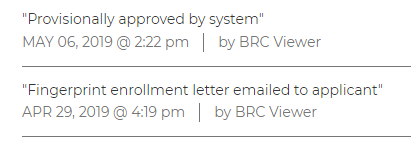 "Provisionally approved by system"
MAY 06, 2019 @ 2:22 pm | by BRC Viewer
"Fingerprint enrollment letter emailed to applicant"
APR 29, 2019 @ 4:19 pm | by BRC Viewer